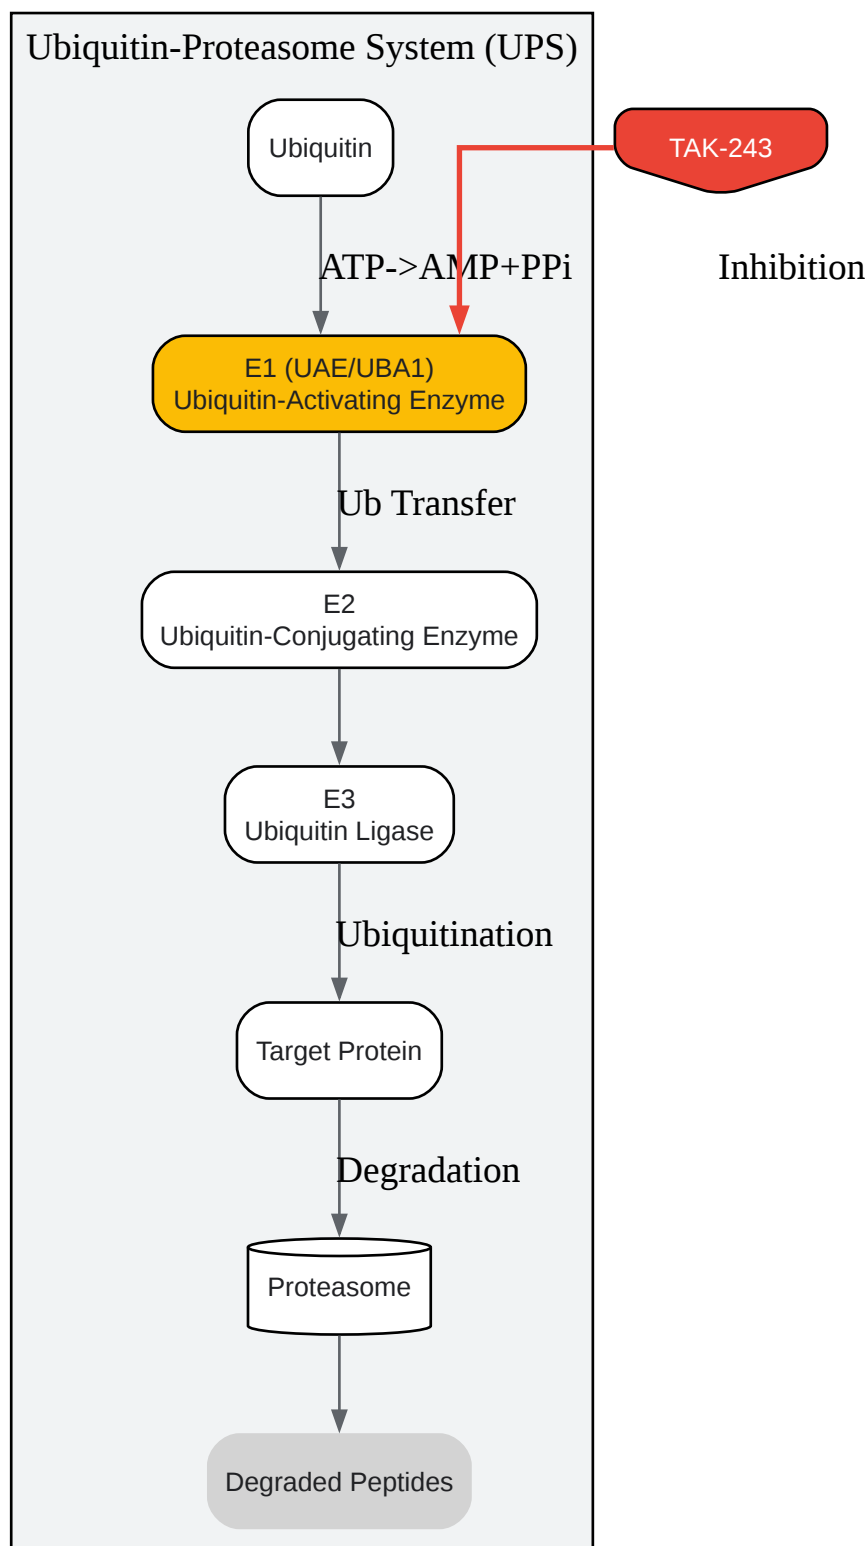 Ubiquitin-Proteasome System (UPS)
Ubiquitin
TAK-243
ATP->AMP+PPi
Inhibition
E1 (UAE/UBA1)
Ubiquitin-Activating Enzyme
Ub Transfer
E2
Ubiquitin-Conjugating Enzyme
E3
Ubiquitin Ligase
Ubiquitination
Target Protein
Degradation
Proteasome
Degraded Peptides